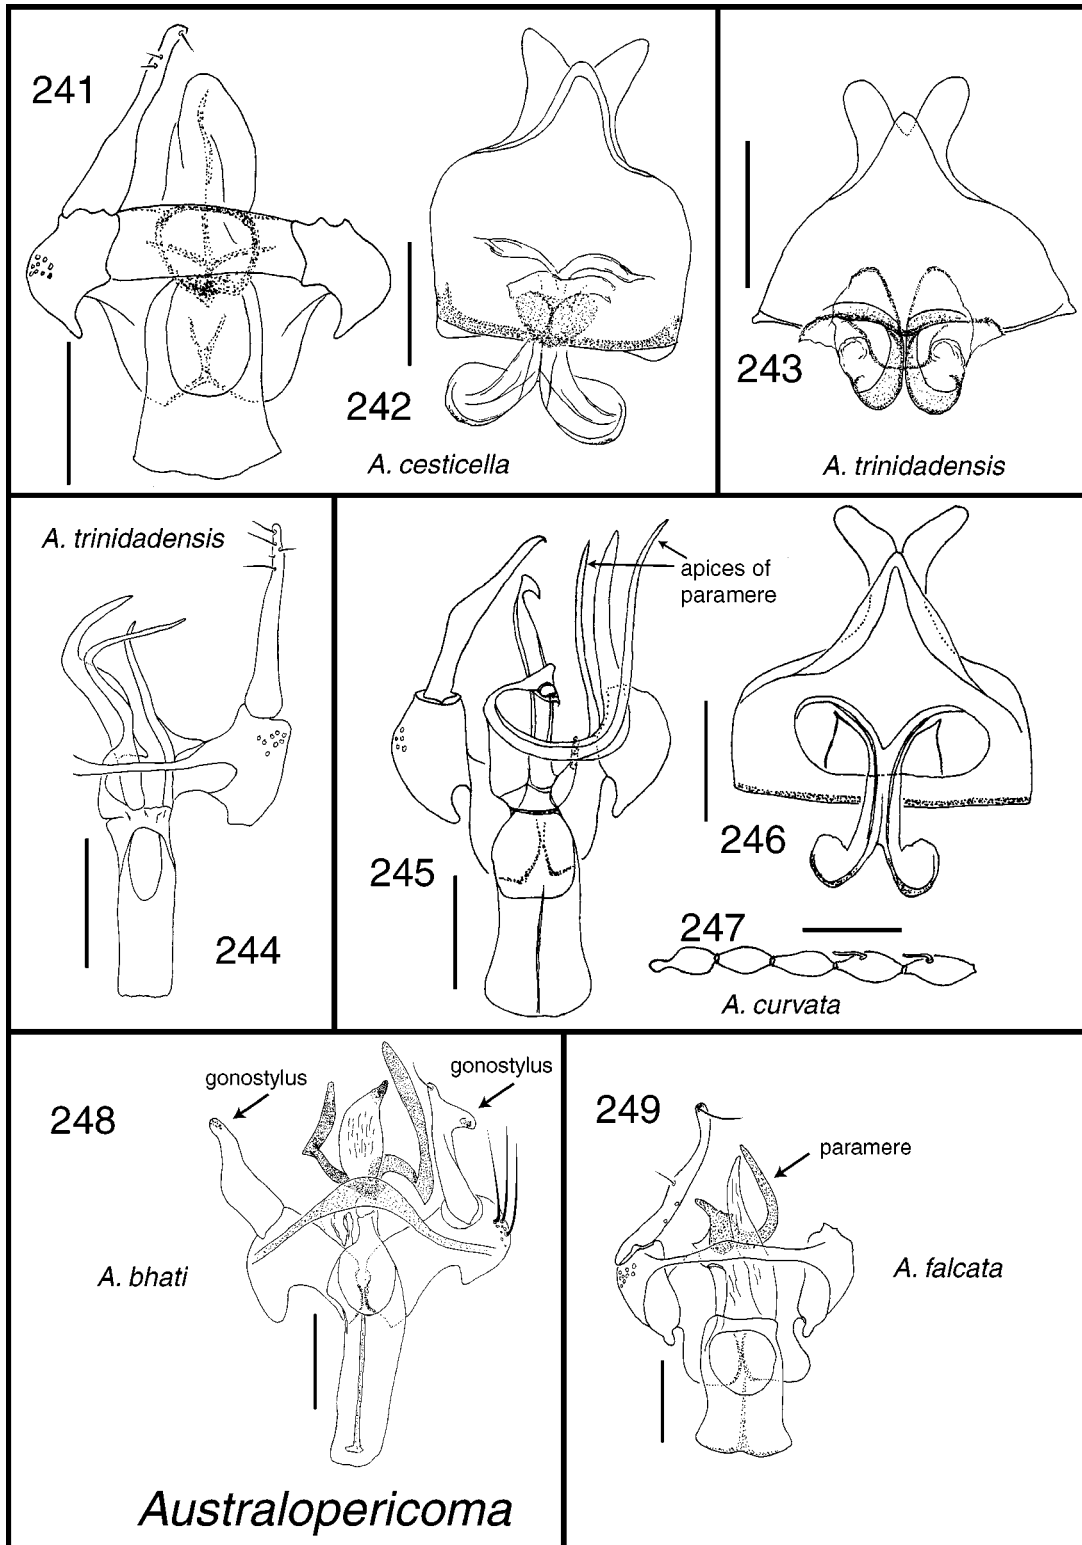 241
242
A. cesticella
243
A. trinidadensis
A. trinidadensis
244
apices of
paramere
245
246
247
A. curvata
248
gonostylus
gonostylus
A. bhati
249
paramere
A. falcata
Australopericoma